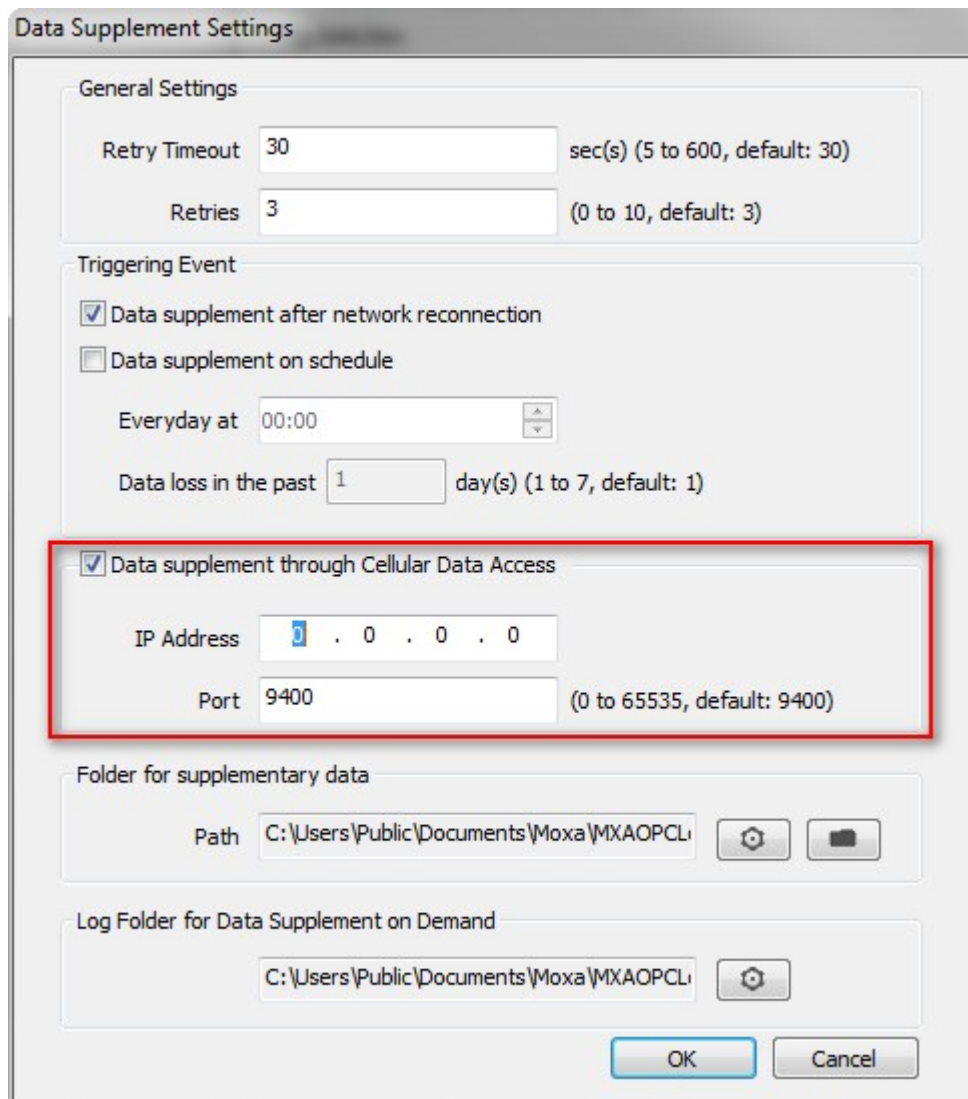 Data Supplement Settings
General Settings
Retry Timeout 30 sec(s) (5 to 600, default: 30)
Retries 3 (0 to 10, default: 3)
Triggering Event
Data supplement after network reconnection
Data supplement on schedule
Everyday at 00:00
Data loss in the past 1 day(s) (1 to 7, default: 1)
Data supplement through Cellular Data Access
IP Address 0 . 0 . 0 . 0
Port 9400 (0 to 65535, default: 9400)
Folder for supplementary data
Path C:\Users\Public\Documents\Moxa\MXAOPCL
Log Folder for Data Supplement on Demand
C:\Users\Public\Documents\Moxa\MXAOPCL
OK Cancel